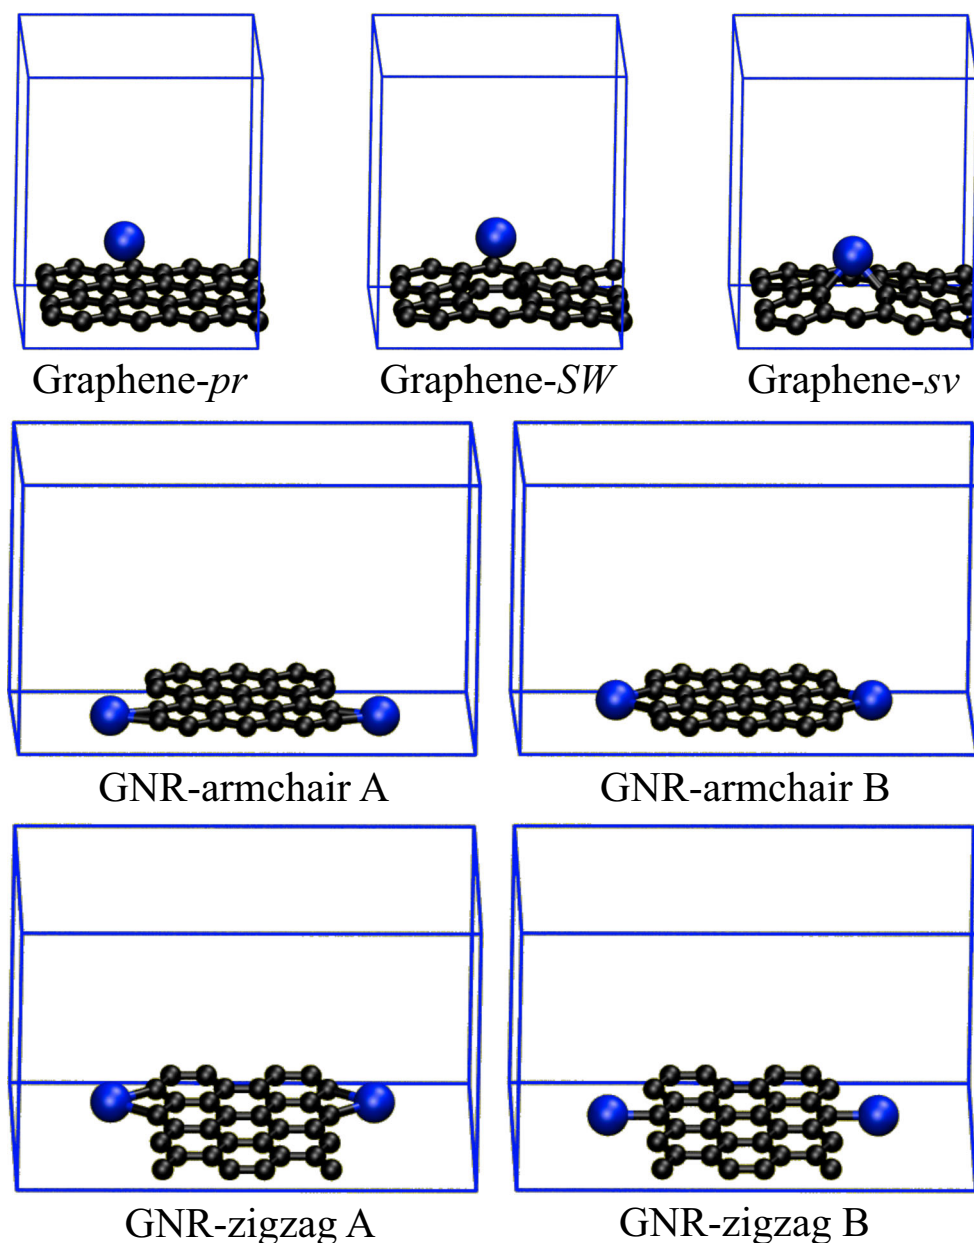 Graphene-pr
Graphene-SW
Graphene-sv
GNR-armchair A
GNR-armchair B
GNR-zigzag A
GNR-zigzag B